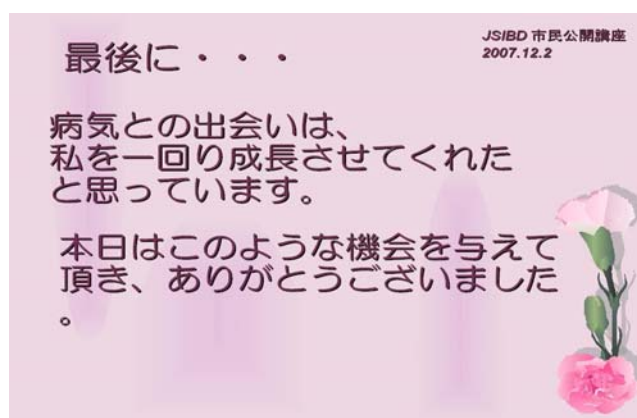 JSIBD 市民公開講座
2007.12.2
最後に・・・
病気との出会いは、
私を一回り成長させてくれた
と思っています。
本日はこのような機会を与えて
頂き、ありがとうございました
。